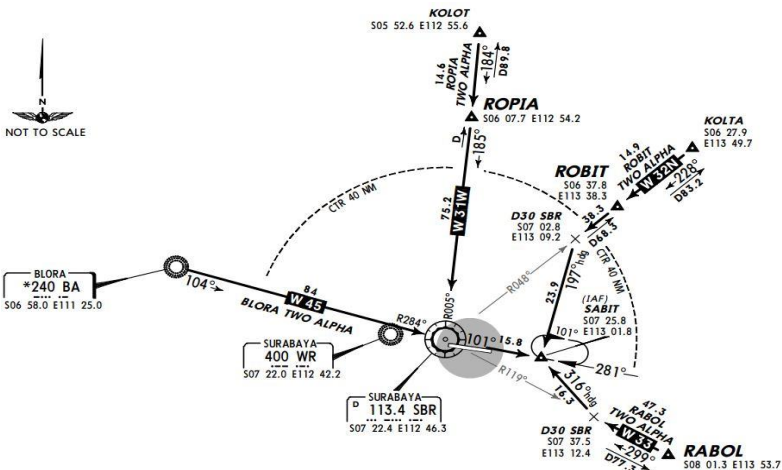 KOLOT
S05 52.6 E112 55.6
184°
D89.8
14.6
ROPIA
TWO ALPHA
ROPIA
S06 07.7 E112 54.2
N
NOT TO SCALE
D
185°
75.2
W 31W
KOLTA
S06 27.9
E113 49.7
14.9
ROBIT
TWO ALPHA
W 32N
228°
D83.2
ROBIT
S06 37.8
E113 38.3
38.3
D68.3
CTR 40 NM
D30 SBR
S07 02.8
E113 09.2
CTR 40 NM
197°hdg
23.9
R048°
BLORA
*240 BA
S06 58.0 E111 25.0
104°
84
W 45
BLORA TWO ALPHA
R284°
R005°
(IAF)
SABIT
S07 25.8
E113 01.8
101°
15.8
101°
281°
SURABAYA
400 WR
S07 22.0 E112 42.2
R119°
SURABAYA
D 113.4 SBR
S07 22.4 E112 46.3
316°hdg
16.3
D30 SBR
S07 37.5
E113 12.4
47.3
RABOL
TWO ALPHA
W 33
299°
RABOL
S08 01.3 E113 53.7